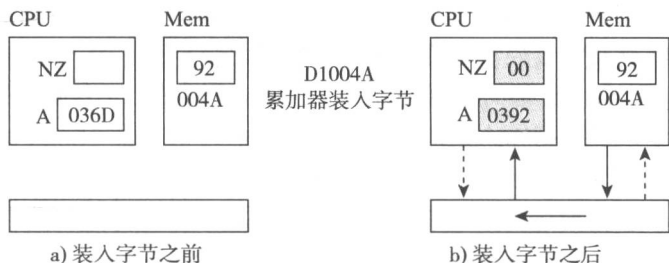 CPU Mem
NZ
92
004A
A 036D
D1004A
累加器装入字节
CPU Mem
NZ 00
92
004A
A 0392
a) 装入字节之前
b) 装入字节之后